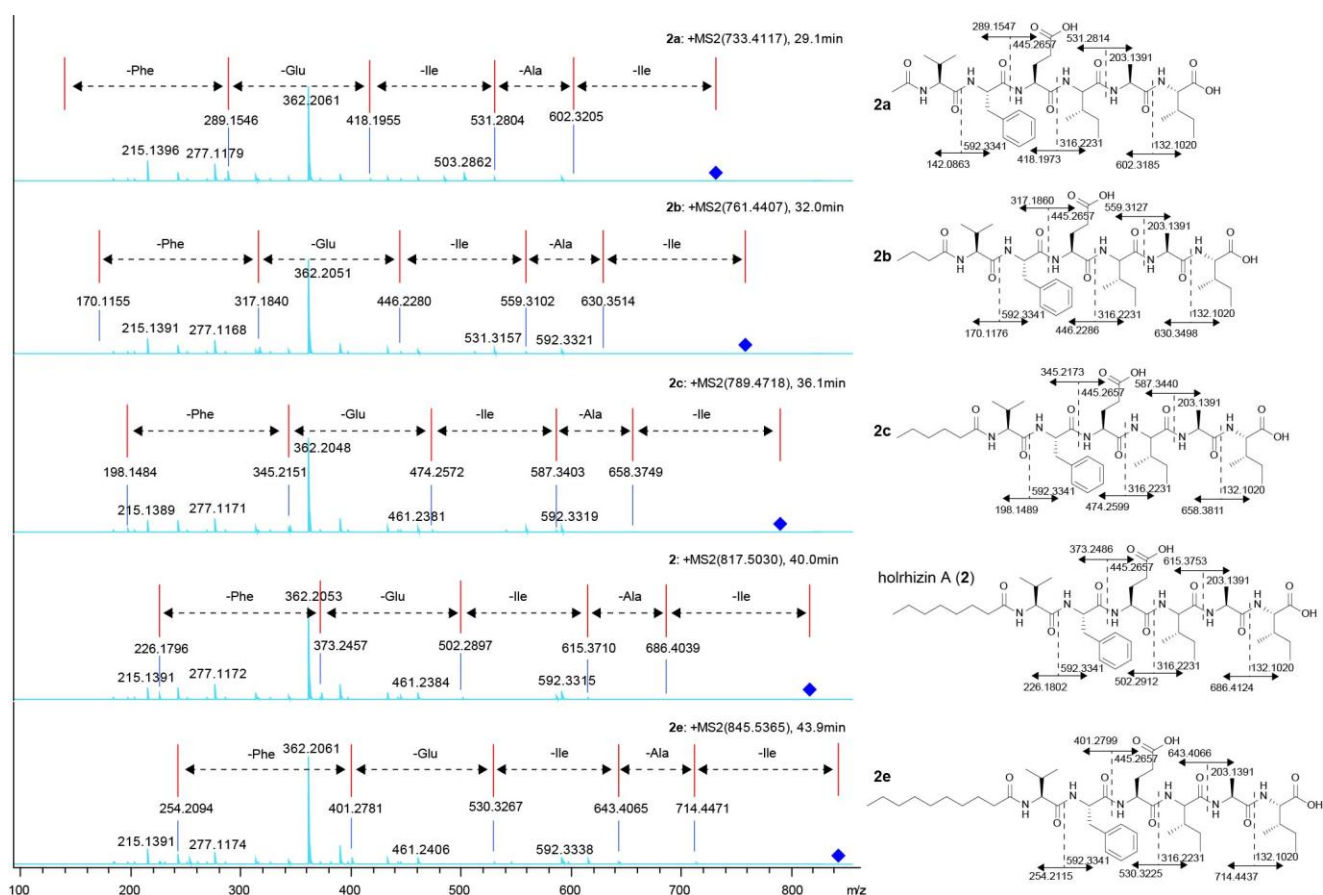 2a: +MS2(733.4117), 29.1min
-Phe -Glu -Ile -Ala -Ile
362.2061
289.1546 418.1955 531.2804 602.3205
215.1396 277.1179 503.2862
2b: +MS2(761.4407), 32.0min
-Phe -Glu -Ile -Ala -Ile
362.2051
170.1155 317.1840 446.2280 559.3102 630.3514
215.1391 277.1168 531.3157 592.3321
2c: +MS2(789.4718), 36.1min
-Phe -Glu -Ile -Ala -Ile
362.2048
198.1484 345.2151 474.2572 587.3403 658.3749
215.1389 277.1171 461.2381 592.3319
2: +MS2(817.5030), 40.0min
-Phe 362.2053 -Glu -Ile -Ala -Ile
226.1796 373.2457 502.2897 615.3710 686.4039
215.1391 277.1172 461.2384 592.3315
2e: +MS2(845.5365), 43.9min
-Phe 362.2061 -Glu -Ile -Ala -Ile
254.2094 401.2781 530.3267 643.4065 714.4471
215.1391 277.1174 461.2406 592.3338
100 200 300 400 500 600 700 800 m/z
289.1547 O OH 531.2814
445.2657 203.1391
O H N O H N O H N O
N H O N H O N H O OH
2a
592.3341 316.2231 132.1020
142.0863 418.1973 602.3185
317.1860 O OH 559.3127
445.2657 203.1391
O H N O H N O H N O
N H O N H O N H O OH
2b
592.3341 316.2231 132.1020
170.1176 446.2286 630.3498
345.2173 O OH 587.3440
445.2657 203.1391
O H N O H N O H N O
N H O N H O N H O OH
2c
592.3341 316.2231 132.1020
198.1489 474.2599 658.3811
373.2486 O OH 615.3753
holrhizin A (2) 445.2657 203.1391
O H N O H N O H N O
N H O N H O N H O OH
592.3341 316.2231 132.1020
226.1802 502.2912 686.4124
401.2799 O OH 643.4066
445.2657 203.1391
2e
O H N O H N O H N O
N H O N H O N H O OH
592.3341 316.2231 132.1020
254.2115 530.3225 714.4437